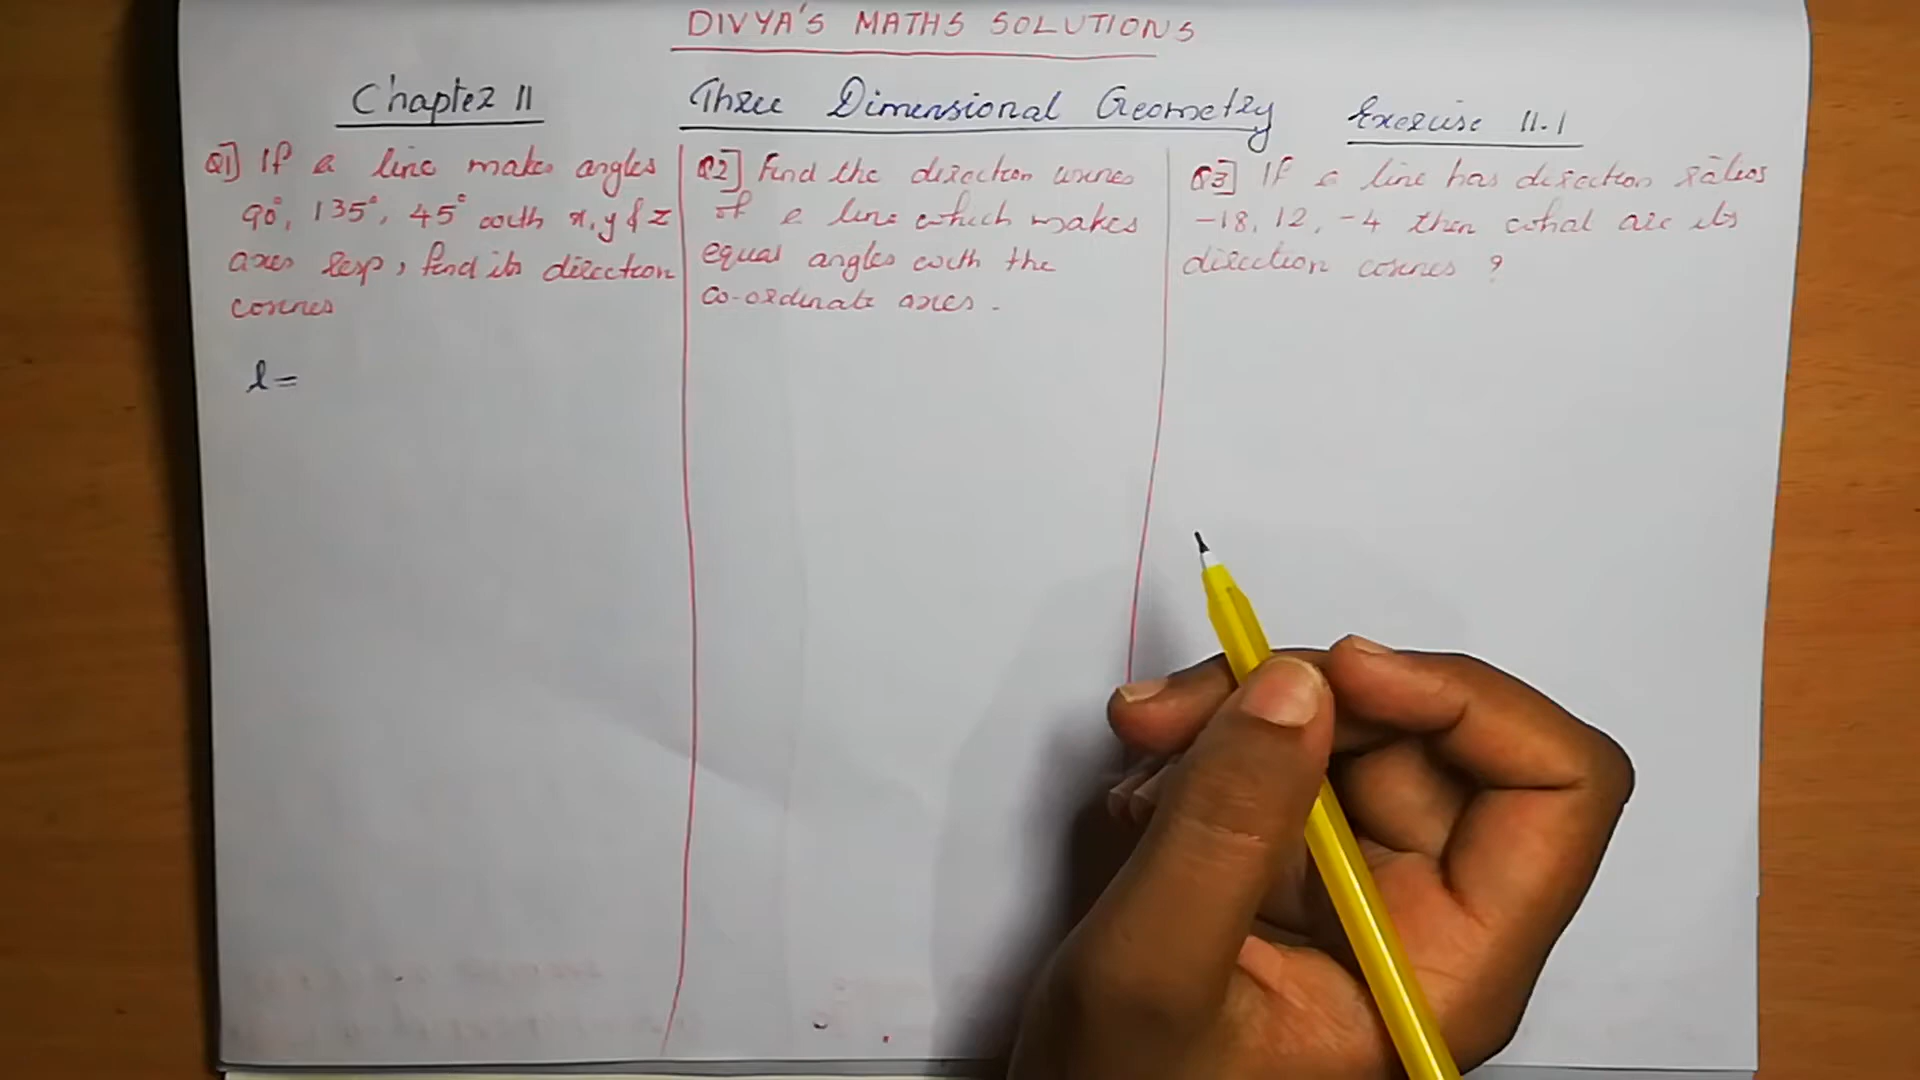 DIVYA'S MATHS SOLUTIONS
Chapter 11 Three Dimensional Geometry Exercise 11.1
Q1] If a line makes angles
90°, 135°, 45° with x, y & z
axes resp, find its direction
cosines
l =
Q2] Find the direction cosines
of a line which makes
equal angles with the
co-ordinate axes.
Q3] If a line has direction ratios
-18, 12, -4 then what are its
direction cosines ?